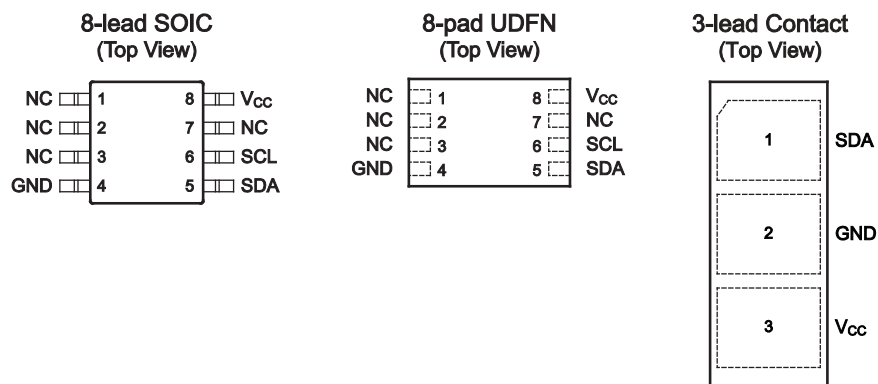 8-lead SOIC
(Top View)
NC 1 8 VCC
NC 2 7 NC
NC 3 6 SCL
GND 4 5 SDA
8-pad UDFN
(Top View)
NC 1 8 VCC
NC 2 7 NC
NC 3 6 SCL
GND 4 5 SDA
3-lead Contact
(Top View)
1 SDA
2 GND
3 VCC